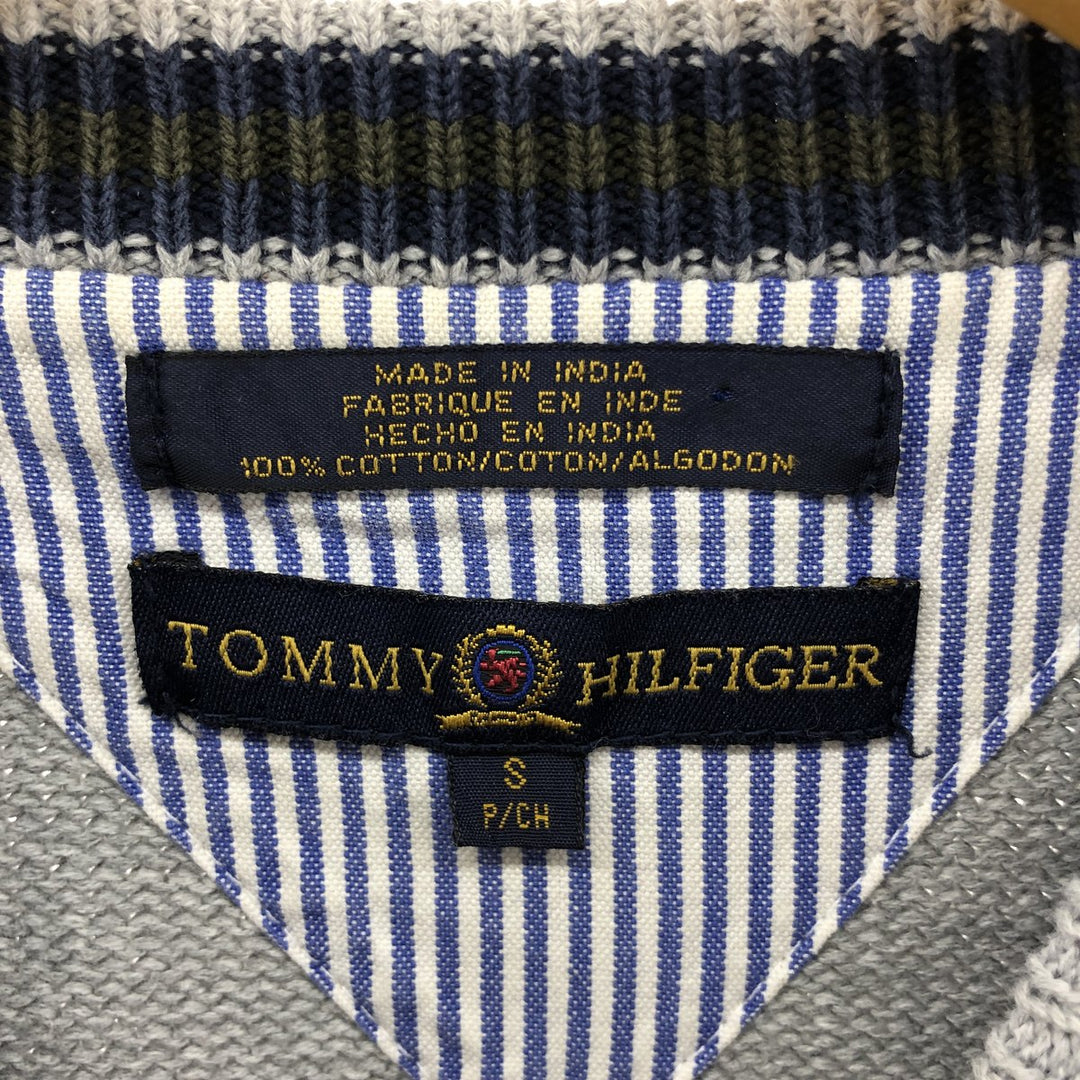 MADE IN INDIA
FABRIQUE EN INDE
HECHO EN INDIA
100% COTTON/COTON/ALGODON
TOMMY HILFIGER
S
P/CH